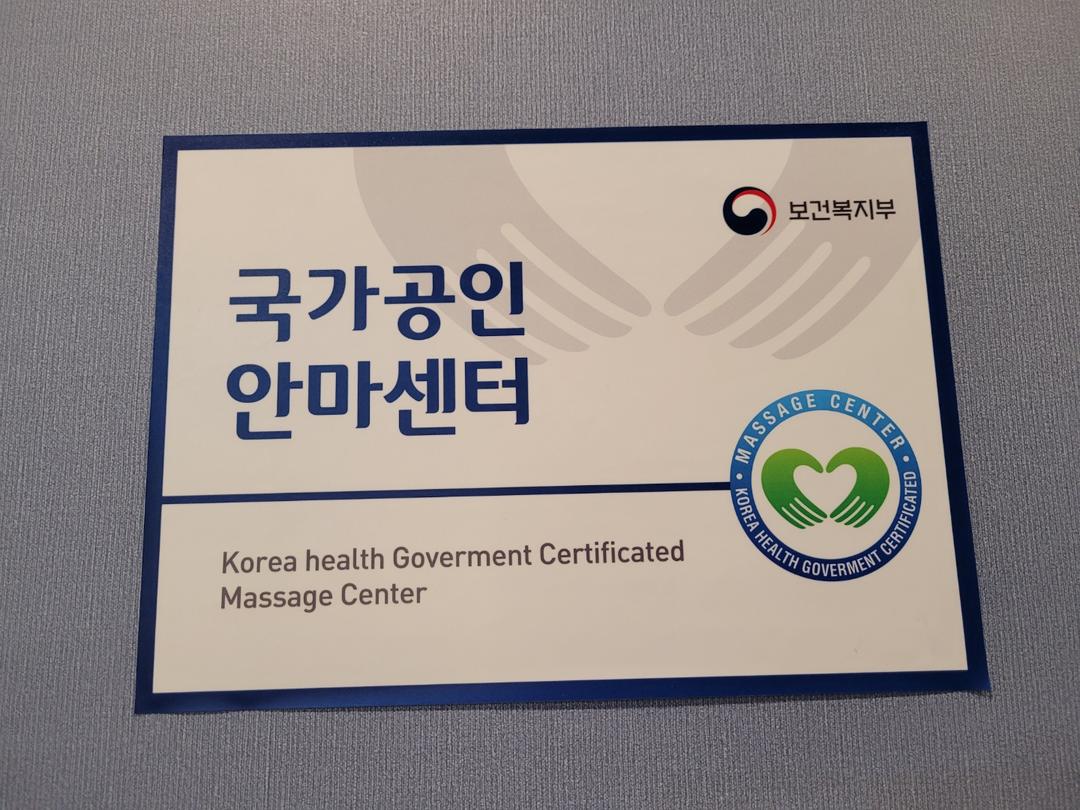 보건복지부
국가공인
안마센터
• MASSAGE CENTER •
KOREA HEALTH GOVERMENT CERTIFICATED
Korea health Goverment Certificated
Massage Center